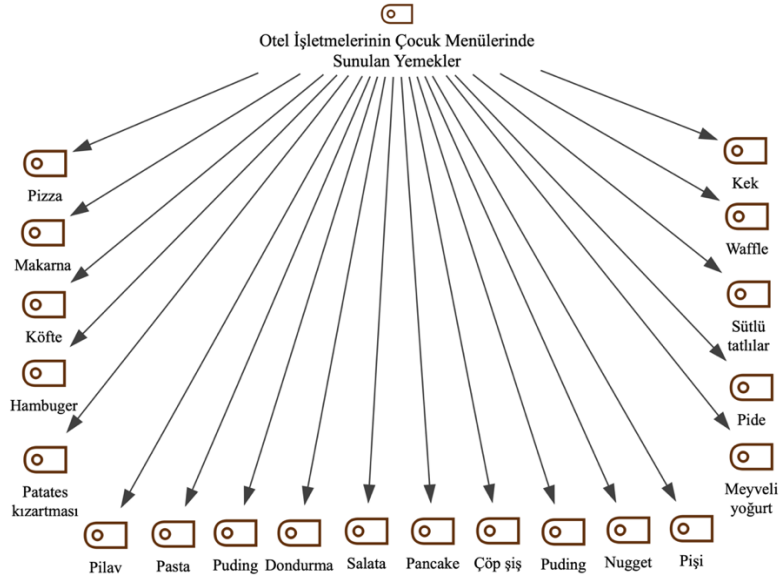 Otel İşletmelerinin Çocuk Menülerinde
Sunulan Yemekler
Pizza
Makarna
Köfte
Hambuger
Patates
kızartması
Pilav
Pasta
Puding
Dondurma
Salata
Pancake
Çöp şiş
Puding
Nugget
Pişi
Kek
Waffle
Sütlü
tatlılar
Pide
Meyveli
yoğurt